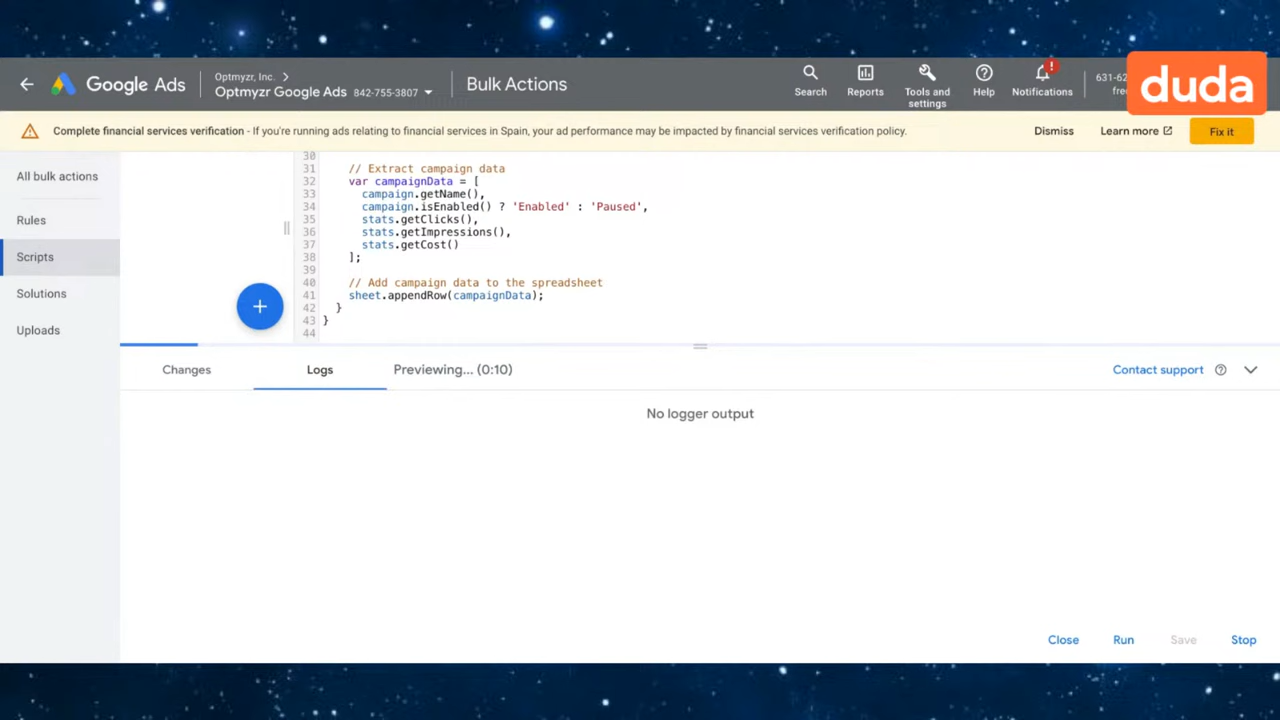 Google Ads
Optmyzr, Inc.
Optmyzr Google Ads 842-755-3807
Bulk Actions
Search
Reports
Tools and settings
Help
Notifications
!
631-62
fre
duda
Complete financial services verification - If you're running ads relating to financial services in Spain, your ad performance may be impacted by financial services verification policy.
Dismiss
Learn more
Fix it
All bulk actions
Rules
Scripts
Solutions
Uploads
+
30
31 // Extract campaign data
32 var campaignData = [
33 campaign.getName(),
34 campaign.isEnabled() ? 'Enabled' : 'Paused',
35 stats.getClicks(),
36 stats.getImpressions(),
37 stats.getCost()
38 ];
39
40 // Add campaign data to the spreadsheet
41 sheet.appendRow(campaignData);
42 }
43 }
44
Changes
Logs
Previewing... (0:10)
Contact support
No logger output
Close
Run
Save
Stop